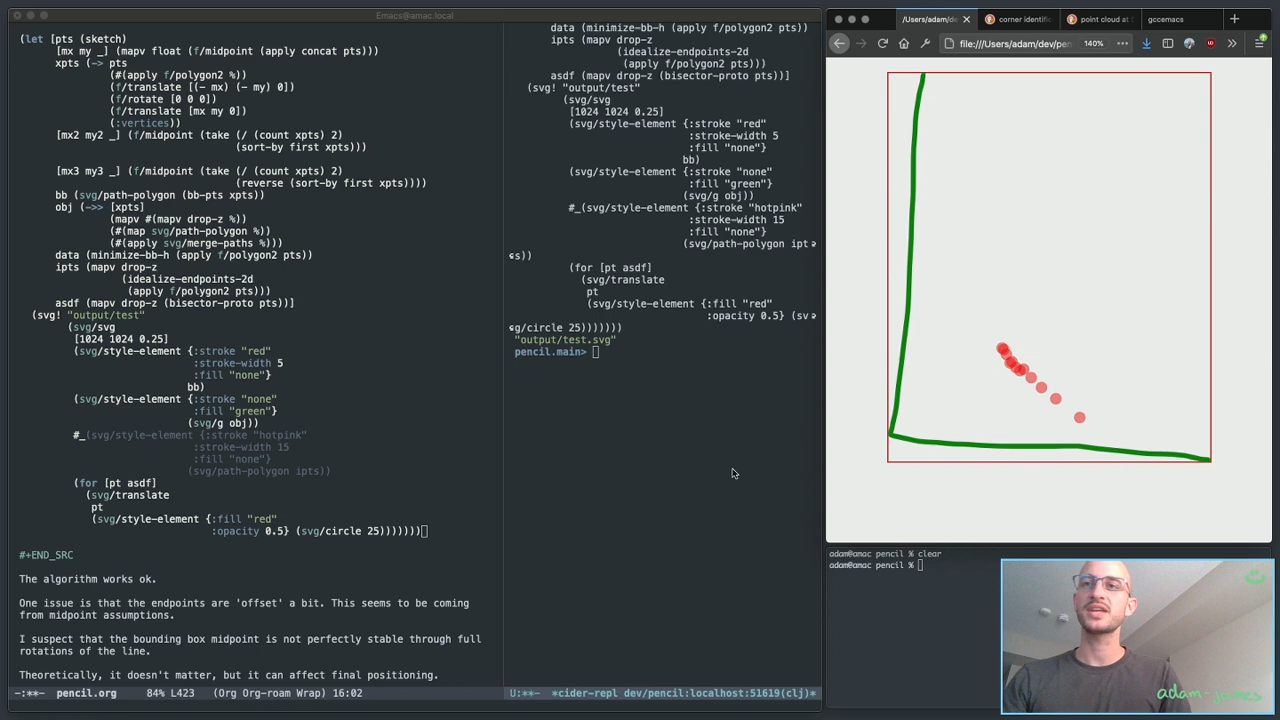 Emacs@amac.local
(let [pts (sketch)
[mx my _] (mapv float (f/midpoint (apply concat pts)))
xpts (-> pts
(#(apply f/polygon2 %))
(f/translate [(- mx) (- my) 0])
(f/rotate [0 0 0])
(f/translate [mx my 0])
(:vertices))
[mx2 my2 _] (f/midpoint (take (/ (count xpts) 2)
(sort-by first xpts)))
[mx3 my3 _] (f/midpoint (take (/ (count xpts) 2)
(reverse (sort-by first xpts))))
bb (svg/path-polygon (bb-pts xpts))
obj (->> [xpts]
(mapv #(mapv drop-z %))
(#(map svg/path-polygon %))
(#(apply svg/merge-paths %)))
data (minimize-bb-h (apply f/polygon2 pts))
ipts (mapv drop-z
(idealize-endpoints-2d
(apply f/polygon2 pts)))
asdf (mapv drop-z (bisector-proto pts))]
(svg! "output/test"
(svg/svg
[1024 1024 0.25]
(svg/style-element {:stroke "red"
:stroke-width 5
:fill "none"}
bb)
(svg/style-element {:stroke "none"
:fill "green"}
(svg/g obj))
#_(svg/style-element {:stroke "hotpink"
:stroke-width 15
:fill "none"}
(svg/path-polygon ipts))
(for [pt asdf]
(svg/translate
pt
(svg/style-element {:fill "red"
:opacity 0.5} (svg/circle 25)))))))
#+END_SRC
The algorithm works ok.
One issue is that the endpoints are 'offset' a bit. This seems to be coming
from midpoint assumptions.
I suspect that the bounding box midpoint is not perfectly stable through full
rotations of the line.
Theoretically, it doesn't matter, but it can affect final positioning.
-:**- pencil.org 84% L423 (Org Org-roam Wrap) 16:02
data (minimize-bb-h (apply f/polygon2 pts))
ipts (mapv drop-z
(idealize-endpoints-2d
(apply f/polygon2 pts)))
asdf (mapv drop-z (bisector-proto pts))]
(svg! "output/test"
(svg/svg
[1024 1024 0.25]
(svg/style-element {:stroke "red"
:stroke-width 5
:fill "none"}
bb)
(svg/style-element {:stroke "none"
:fill "green"}
(svg/g obj))
#_(svg/style-element {:stroke "hotpink"
:stroke-width 15
:fill "none"}
(svg/path-polygon ipt
s))
(for [pt asdf]
(svg/translate
pt
(svg/style-element {:fill "red"
:opacity 0.5} (sv
g/circle 25)))))))
"output/test.svg"
pencil.main>
U:**- *cider-repl dev/pencil:localhost:51619(clj)*
/Users/adam/de
corner identifi
point cloud at
gccemacs
file:///Users/adam/dev/pen
140%
adam@amac pencil % clear
adam@amac pencil %
adam-james